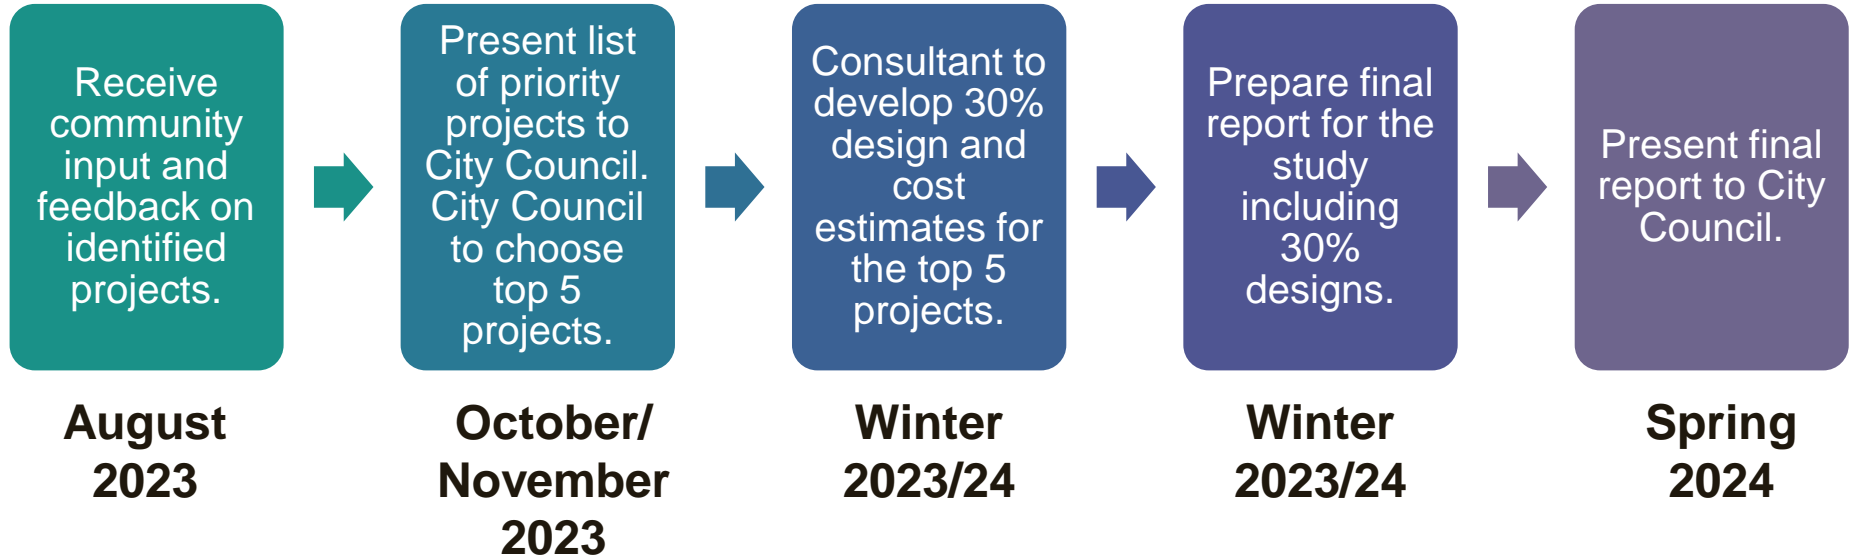 Receive
community
input and
feedback on
identified
projects.
Present list
of priority
projects to
City Council.
City Council
to choose
top 5
projects.
Consultant to
develop 30%
design and
cost
estimates for
the top 5
projects.
Prepare final
report for the
study
including
30%
designs.
Present final
report to City
Council.
August
2023
October/
November
2023
Winter
2023/24
Winter
2023/24
Spring
2024